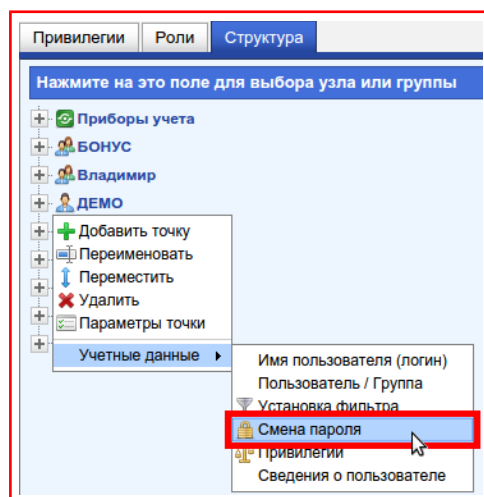 Привилегии Роли Структура
Нажмите на это поле для выбора узла или группы
Приборы учета
БОНУС
Владимир
ДЕМО
Добавить точку
Переименовать
Переместить
Удалить
Параметры точки
Учетные данные
Имя пользователя (логин)
Пользователь / Группа
Установка фильтра
Смена пароля
Привилегии
Сведения о пользователе